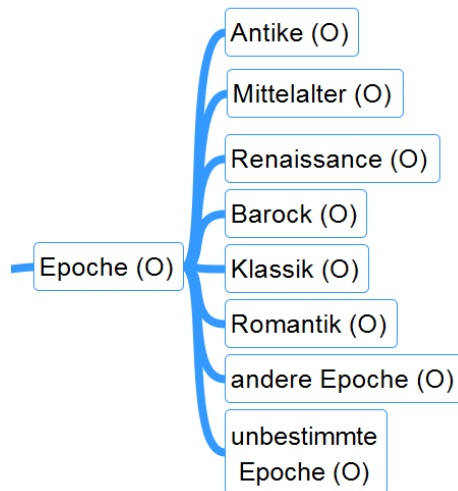 Antike (O)
Mittelalter (O)
Renaissance (O)
Barock (O)
Epoche (O)
Klassik (O)
Romantik (O)
andere Epoche (O)
unbestimmte
Epoche (O)